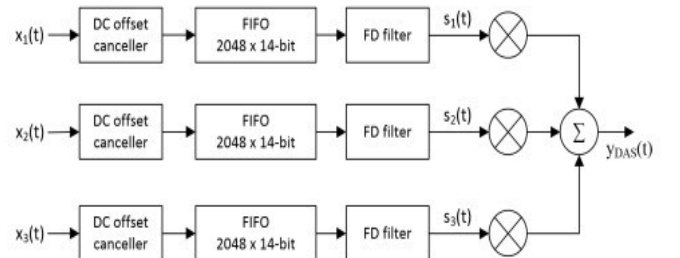 x₁(t)
DC offset
canceller
FIFO
2048 x 14-bit
FD filter
s₁(t)
x₂(t)
DC offset
canceller
FIFO
2048 x 14-bit
FD filter
s₂(t)
Σ
y_DAS(t)
x₃(t)
DC offset
canceller
FIFO
2048 x 14-bit
FD filter
s₃(t)